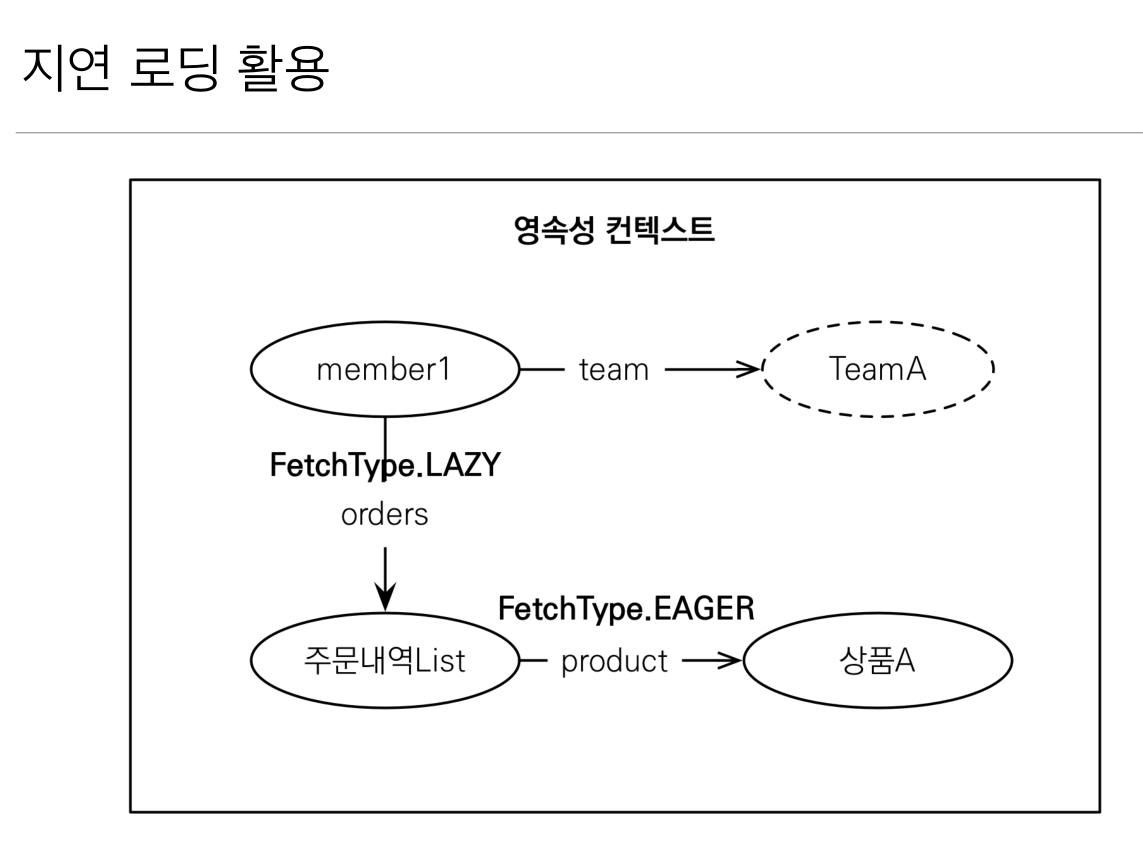 지연 로딩 활용
영속성 컨텍스트
member1
team
TeamA
FetchType.LAZY
orders
FetchType.EAGER
주문내역List
product
상품A